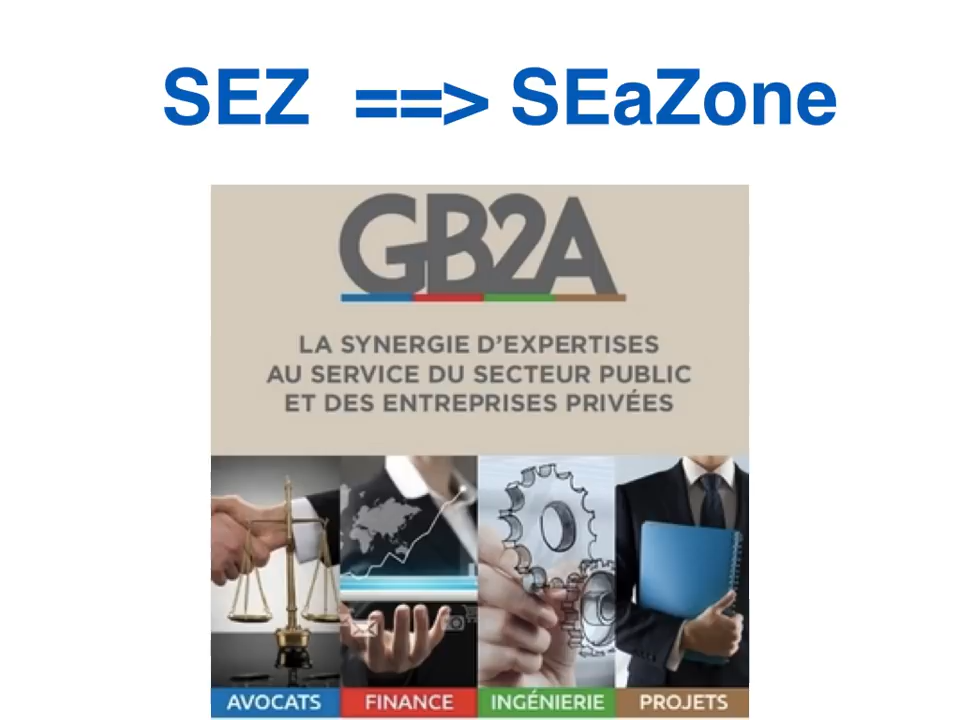 SEZ ==> SEaZone
GB2A
LA SYNERGIE D'EXPERTISES
AU SERVICE DU SECTEUR PUBLIC
ET DES ENTREPRISES PRIVÉES
AVOCATS FINANCE INGÉNIERIE PROJETS